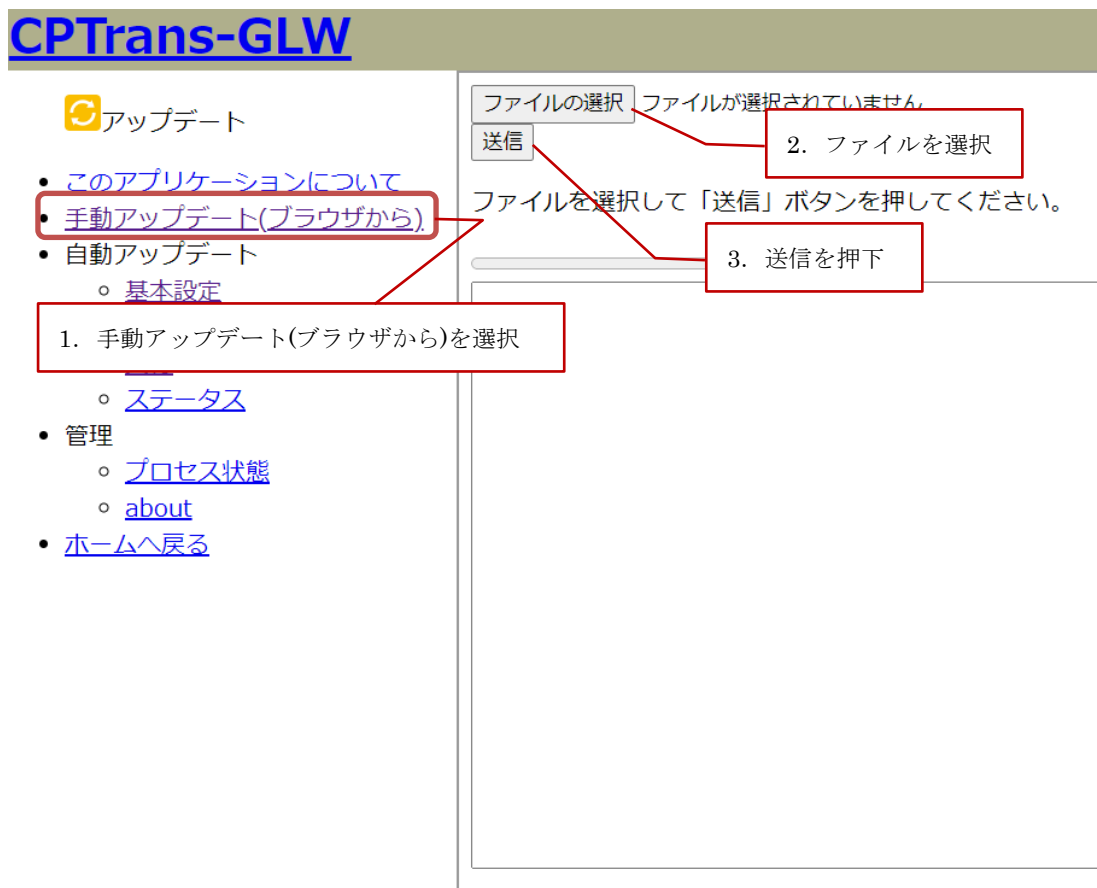 CPTrans-GLW
アップデート
このアプリケーションについて
手動アップデート(ブラウザから)
自動アップデート
基本設定
1. 手動アップデート(ブラウザから)を選択
ステータス
管理
プロセス状態
about
ホームへ戻る
ファイルの選択 ファイルが選択されていません
2. ファイルを選択
送信
ファイルを選択して「送信」ボタンを押してください。
3. 送信を押下